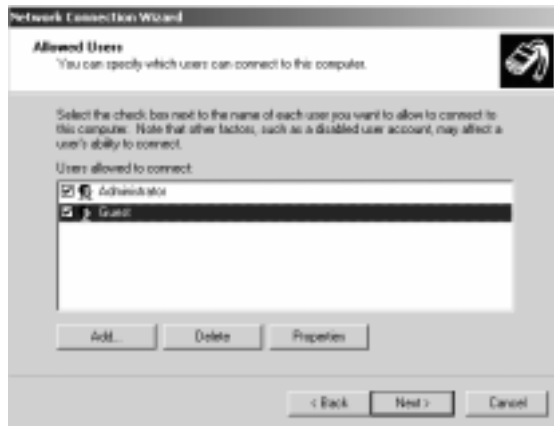 Network Connection Wizard
Allowed Users
You can specify which users can connect to this computer.
Select the check box next to the name of each user you want to allow to connect to
this computer. Note that other factors, such as a disabled user account, may affect a
user's ability to connect.
Users allowed to connect:
Administrator
Guest
Add...
Delete
Properties
< Back
Next >
Cancel